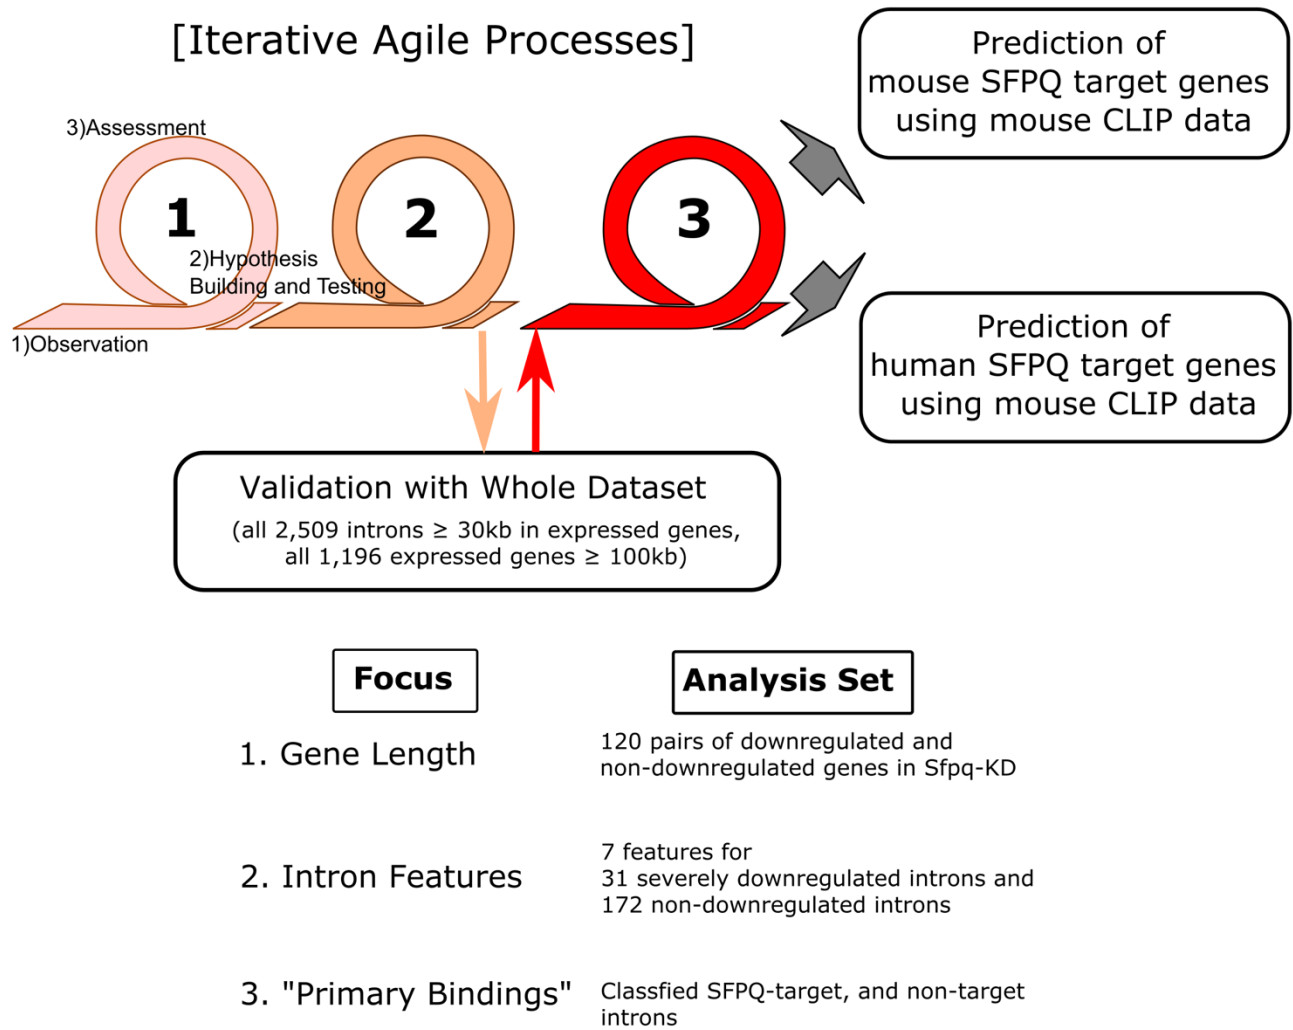 [Iterative Agile Processes]
3)Assessment
1
2
3
2)Hypothesis
Building and Testing
1)Observation
Prediction of
mouse SFPQ target genes
using mouse CLIP data
Prediction of
human SFPQ target genes
using mouse CLIP data
Validation with Whole Dataset
(all 2,509 introns ≥ 30kb in expressed genes,
all 1,196 expressed genes ≥ 100kb)
Focus
Analysis Set
1. Gene Length
120 pairs of downregulated and
non-downregulated genes in Sfpq-KD
2. Intron Features
7 features for
31 severely downregulated introns and
172 non-downregulated introns
3. "Primary Bindings"
Classfied SFPQ-target, and non-target
introns